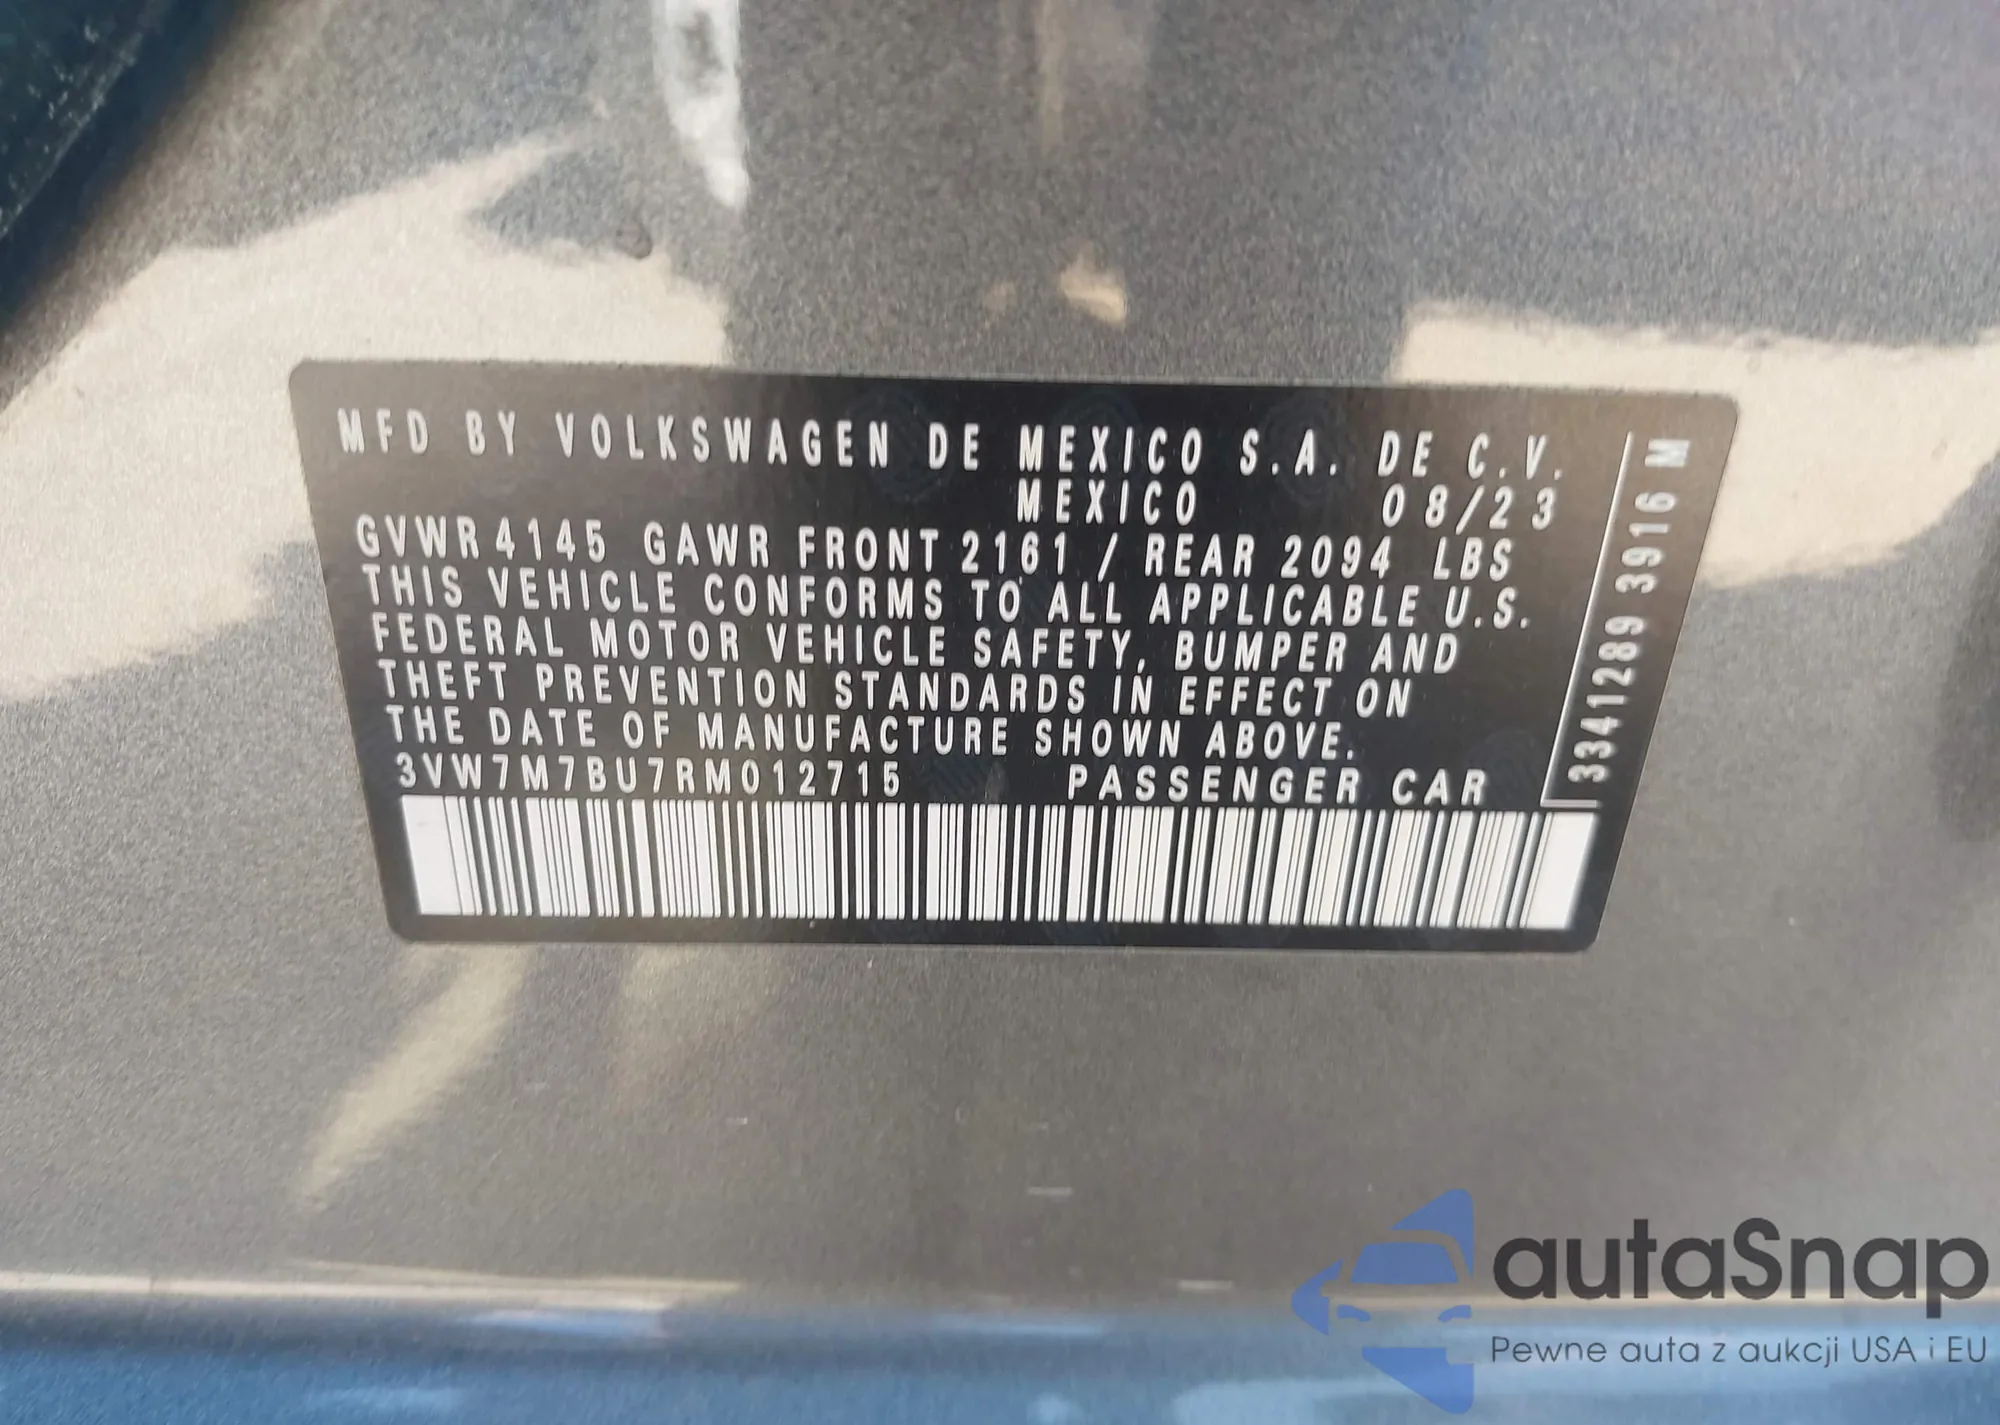 MFD BY VOLKSWAGEN DE MEXICO S.A. DE C.V.
MEXICO 08/23
GVWR 4145 GAWR FRONT 2161 / REAR 2094 LBS
THIS VEHICLE CONFORMS TO ALL APPLICABLE U.S.
FEDERAL MOTOR VEHICLE SAFETY, BUMPER AND
THEFT PREVENTION STANDARDS IN EFFECT ON
THE DATE OF MANUFACTURE SHOWN ABOVE.
3VW7M7BU7RM012715 PASSENGER CAR
3341289 3916 M
autaSnap
Pewne auta z aukcji USA i EU